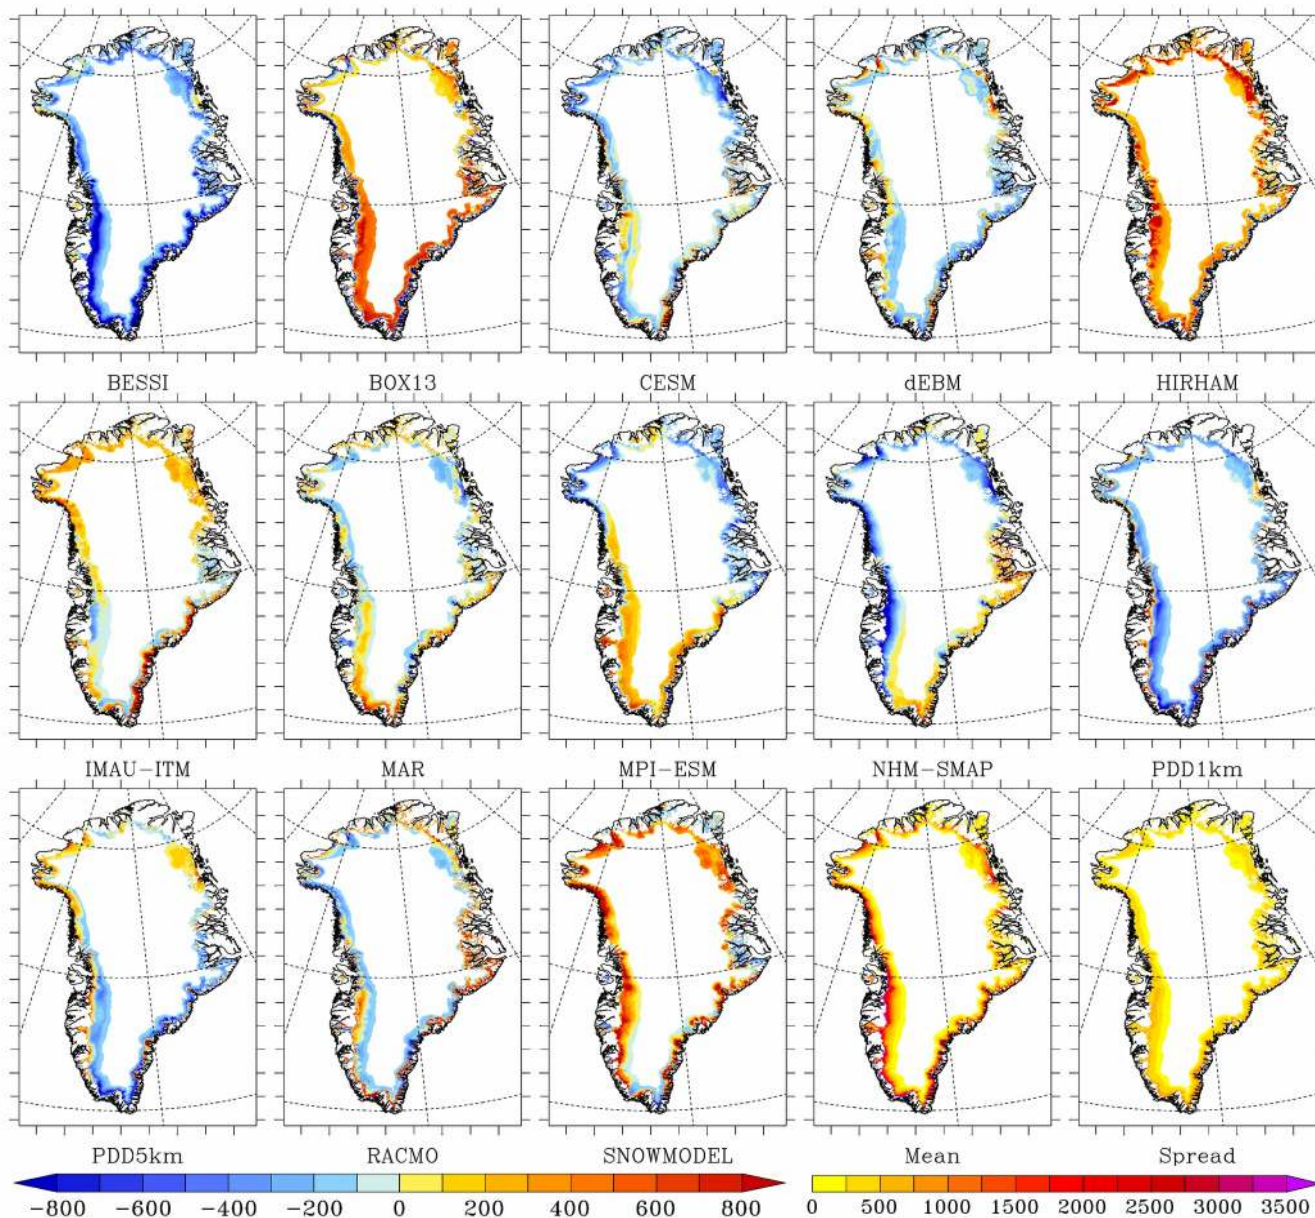 BESSI BOX13 CESM dEBM HIRHAM
IMAU-ITM MAR MPI-ESM NHM-SMAP PDD1km
PDD5km RACMO SNOWMODEL Mean Spread
-800 -600 -400 -200 0 200 400 600 800 0 500 1000 1500 2000 2500 3000 3500